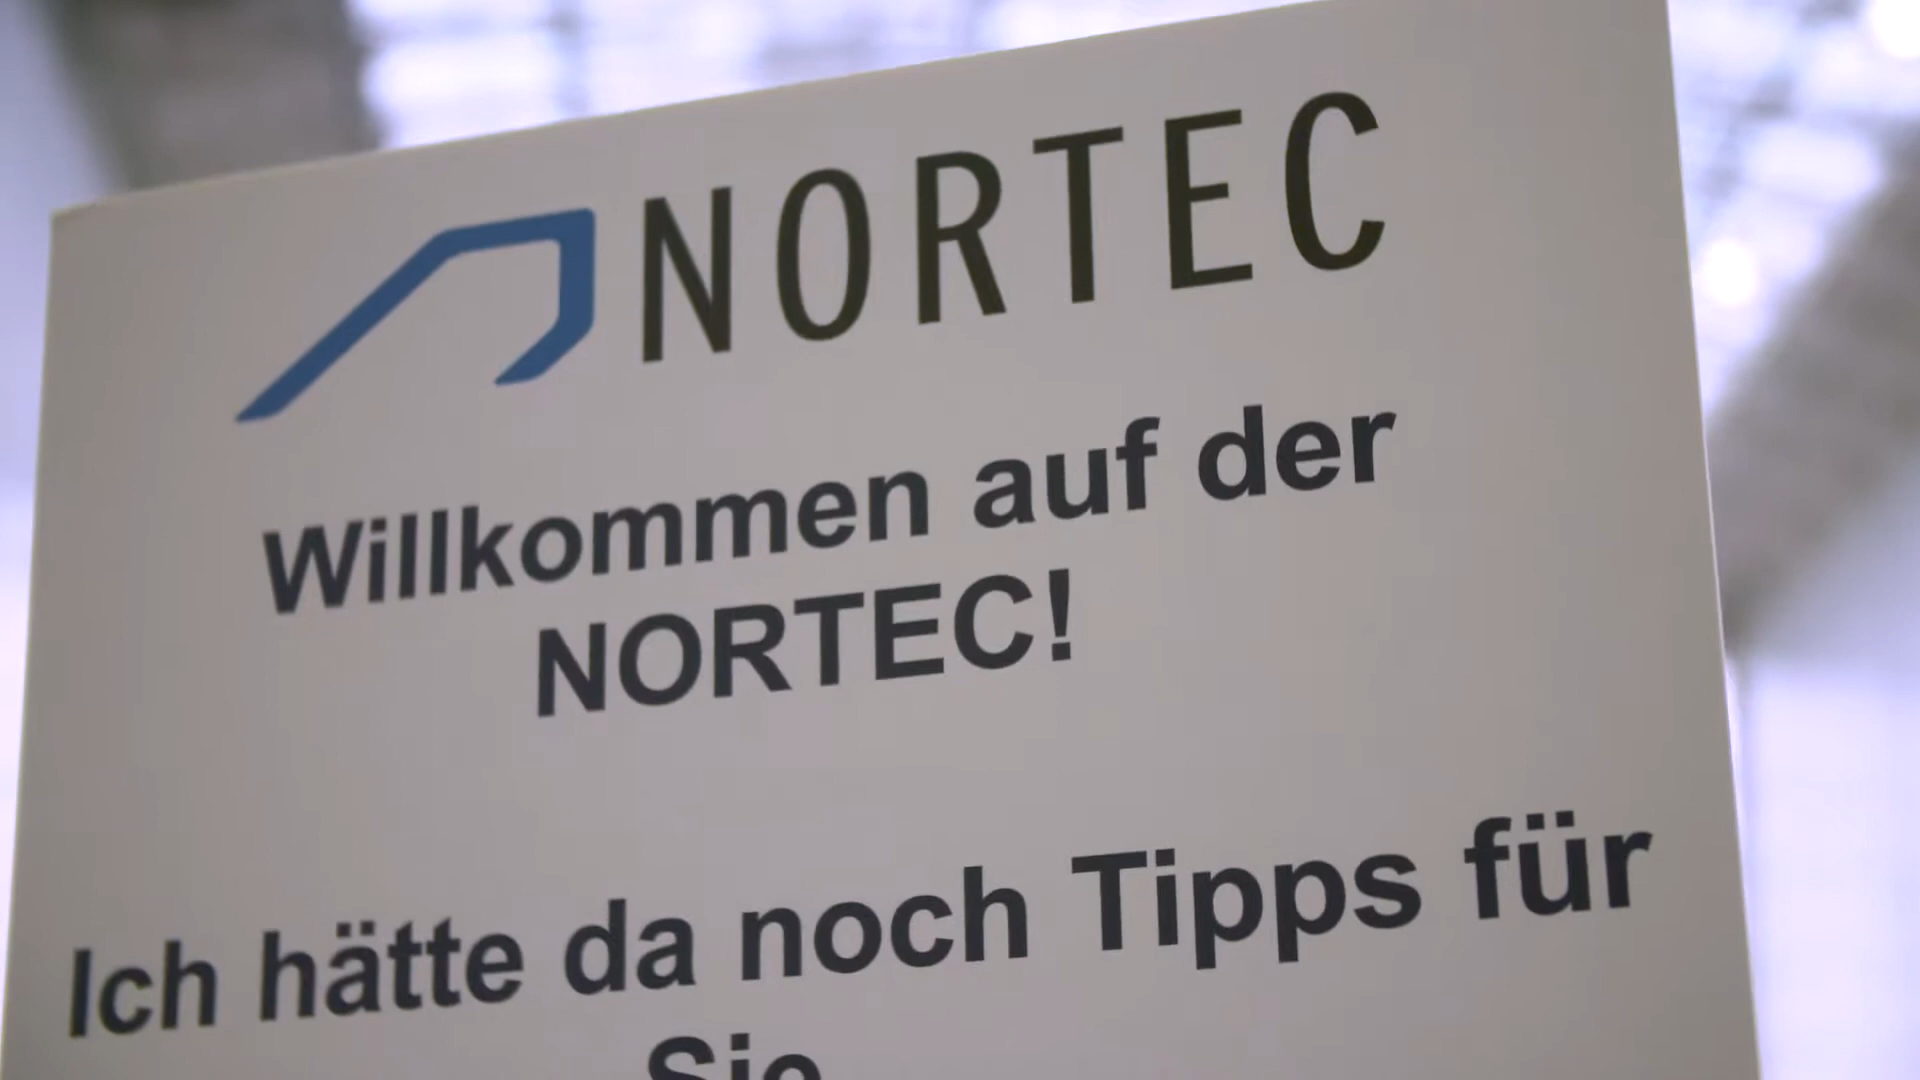 NORTEC
Willkommen auf der
NORTEC!
Ich hätte da noch Tipps für
Sie